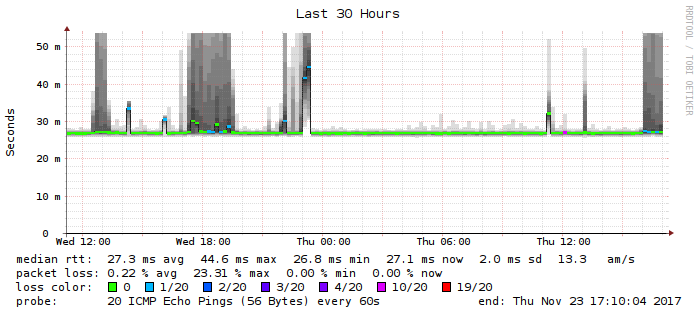 Last 30 Hours
RRDTOOL / TOBI OETIKER
Seconds
50 m
40 m
30 m
20 m
10 m
0
Wed 12:00 Wed 18:00 Thu 00:00 Thu 06:00 Thu 12:00
median rtt: 27.3 ms avg 44.6 ms max 26.8 ms min 27.1 ms now 2.0 ms sd 13.3 am/s
packet loss: 0.22 % avg 23.31 % max 0.00 % min 0.00 % now
loss color: 0 1/20 2/20 3/20 4/20 10/20 19/20
probe: 20 ICMP Echo Pings (56 Bytes) every 60s end: Thu Nov 23 17:10:04 2017